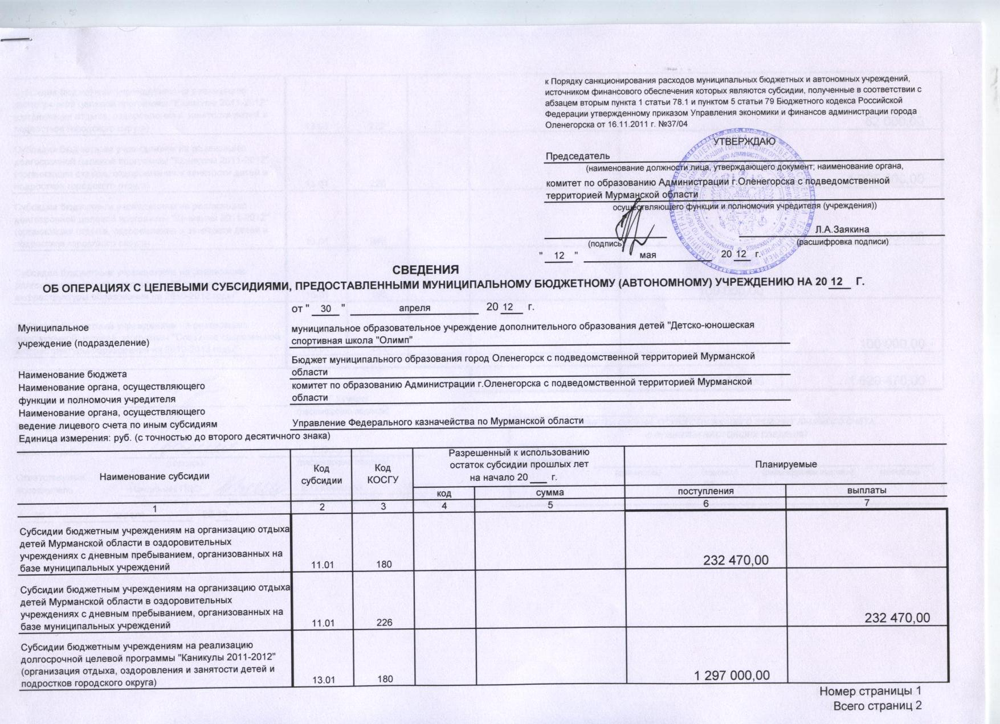 к Порядку санкционирования расходов муниципальных бюджетных и автономных учреждений,
источником финансового обеспечения которых являются субсидии, полученные в соответствии с
абзацем вторым пункта 1 статьи 78.1 и пунктом 5 статьи 79 Бюджетного кодекса Российской
Федерации утвержденному приказом Управления экономики и финансов администрации города
Оленегорска от 16.11.2011 г. №37/04
УТВЕРЖДАЮ
Председатель
(наименование должности лица, утверждающего документ; наименование органа,
комитет по образованию Администрации г.Оленегорска с подведомственной
территорией Мурманской области
осуществляющего функции и полномочия учредителя (учреждения))
Л.А.Заякина
(подпись) (расшифровка подписи)
" 12 " мая 20 12 г.
СВЕДЕНИЯ
ОБ ОПЕРАЦИЯХ С ЦЕЛЕВЫМИ СУБСИДИЯМИ, ПРЕДОСТАВЛЕННЫМИ МУНИЦИПАЛЬНОМУ БЮДЖЕТНОМУ (АВТОНОМНОМУ) УЧРЕЖДЕНИЮ НА 20 12 Г.
от " 30 " апреля 20 12 г.
Муниципальное
учреждение (подразделение)
муниципальное образовательное учреждение дополнительного образования детей "Детско-юношеская
спортивная школа "Олимп"
Наименование бюджета
Бюджет муниципального образования город Оленегорск с подведомственной территорией Мурманской
области
Наименование органа, осуществляющего
функции и полномочия учредителя
комитет по образованию Администрации г.Оленегорска с подведомственной территорией Мурманской
области
Наименование органа, осуществляющего
ведение лицевого счета по иным субсидиям
Управление Федерального казначейства по Мурманской области
Единица измерения: руб. (с точностью до второго десятичного знака)
Наименование субсидии
Код
субсидии
Код
КОСГУ
Разрешенный к использованию
остаток субсидии прошлых лет
на начало 20 ___ г.
Планируемые
код сумма поступления выплаты
1 2 3 4 5 6 7
Субсидии бюджетным учреждениям на организацию отдыха
детей Мурманской области в оздоровительных
учреждениях с дневным пребыванием, организованных на
базе муниципальных учреждений 11.01 180 232 470,00
Субсидии бюджетным учреждениям на организацию отдыха
детей Мурманской области в оздоровительных
учреждениях с дневным пребыванием, организованных на
базе муниципальных учреждений 11.01 226 232 470,00
Субсидии бюджетным учреждениям на реализацию
долгосрочной целевой программы "Каникулы 2011-2012"
(организация отдыха, оздоровления и занятости детей и
подростков городского округа) 13.01 180 1 297 000,00
Номер страницы 1
Всего страниц 2